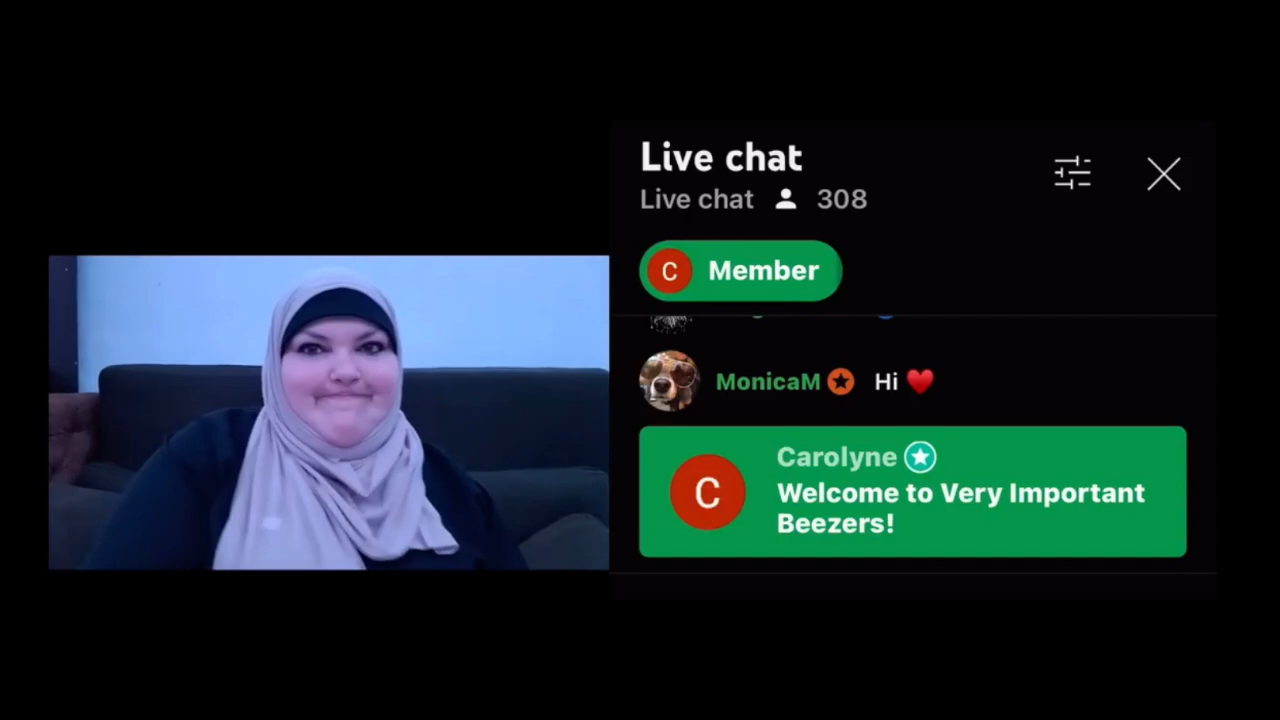 Live chat
Live chat 308
C Member
MonicaM Hi
Carolyne
C
Welcome to Very Important
Beezers!